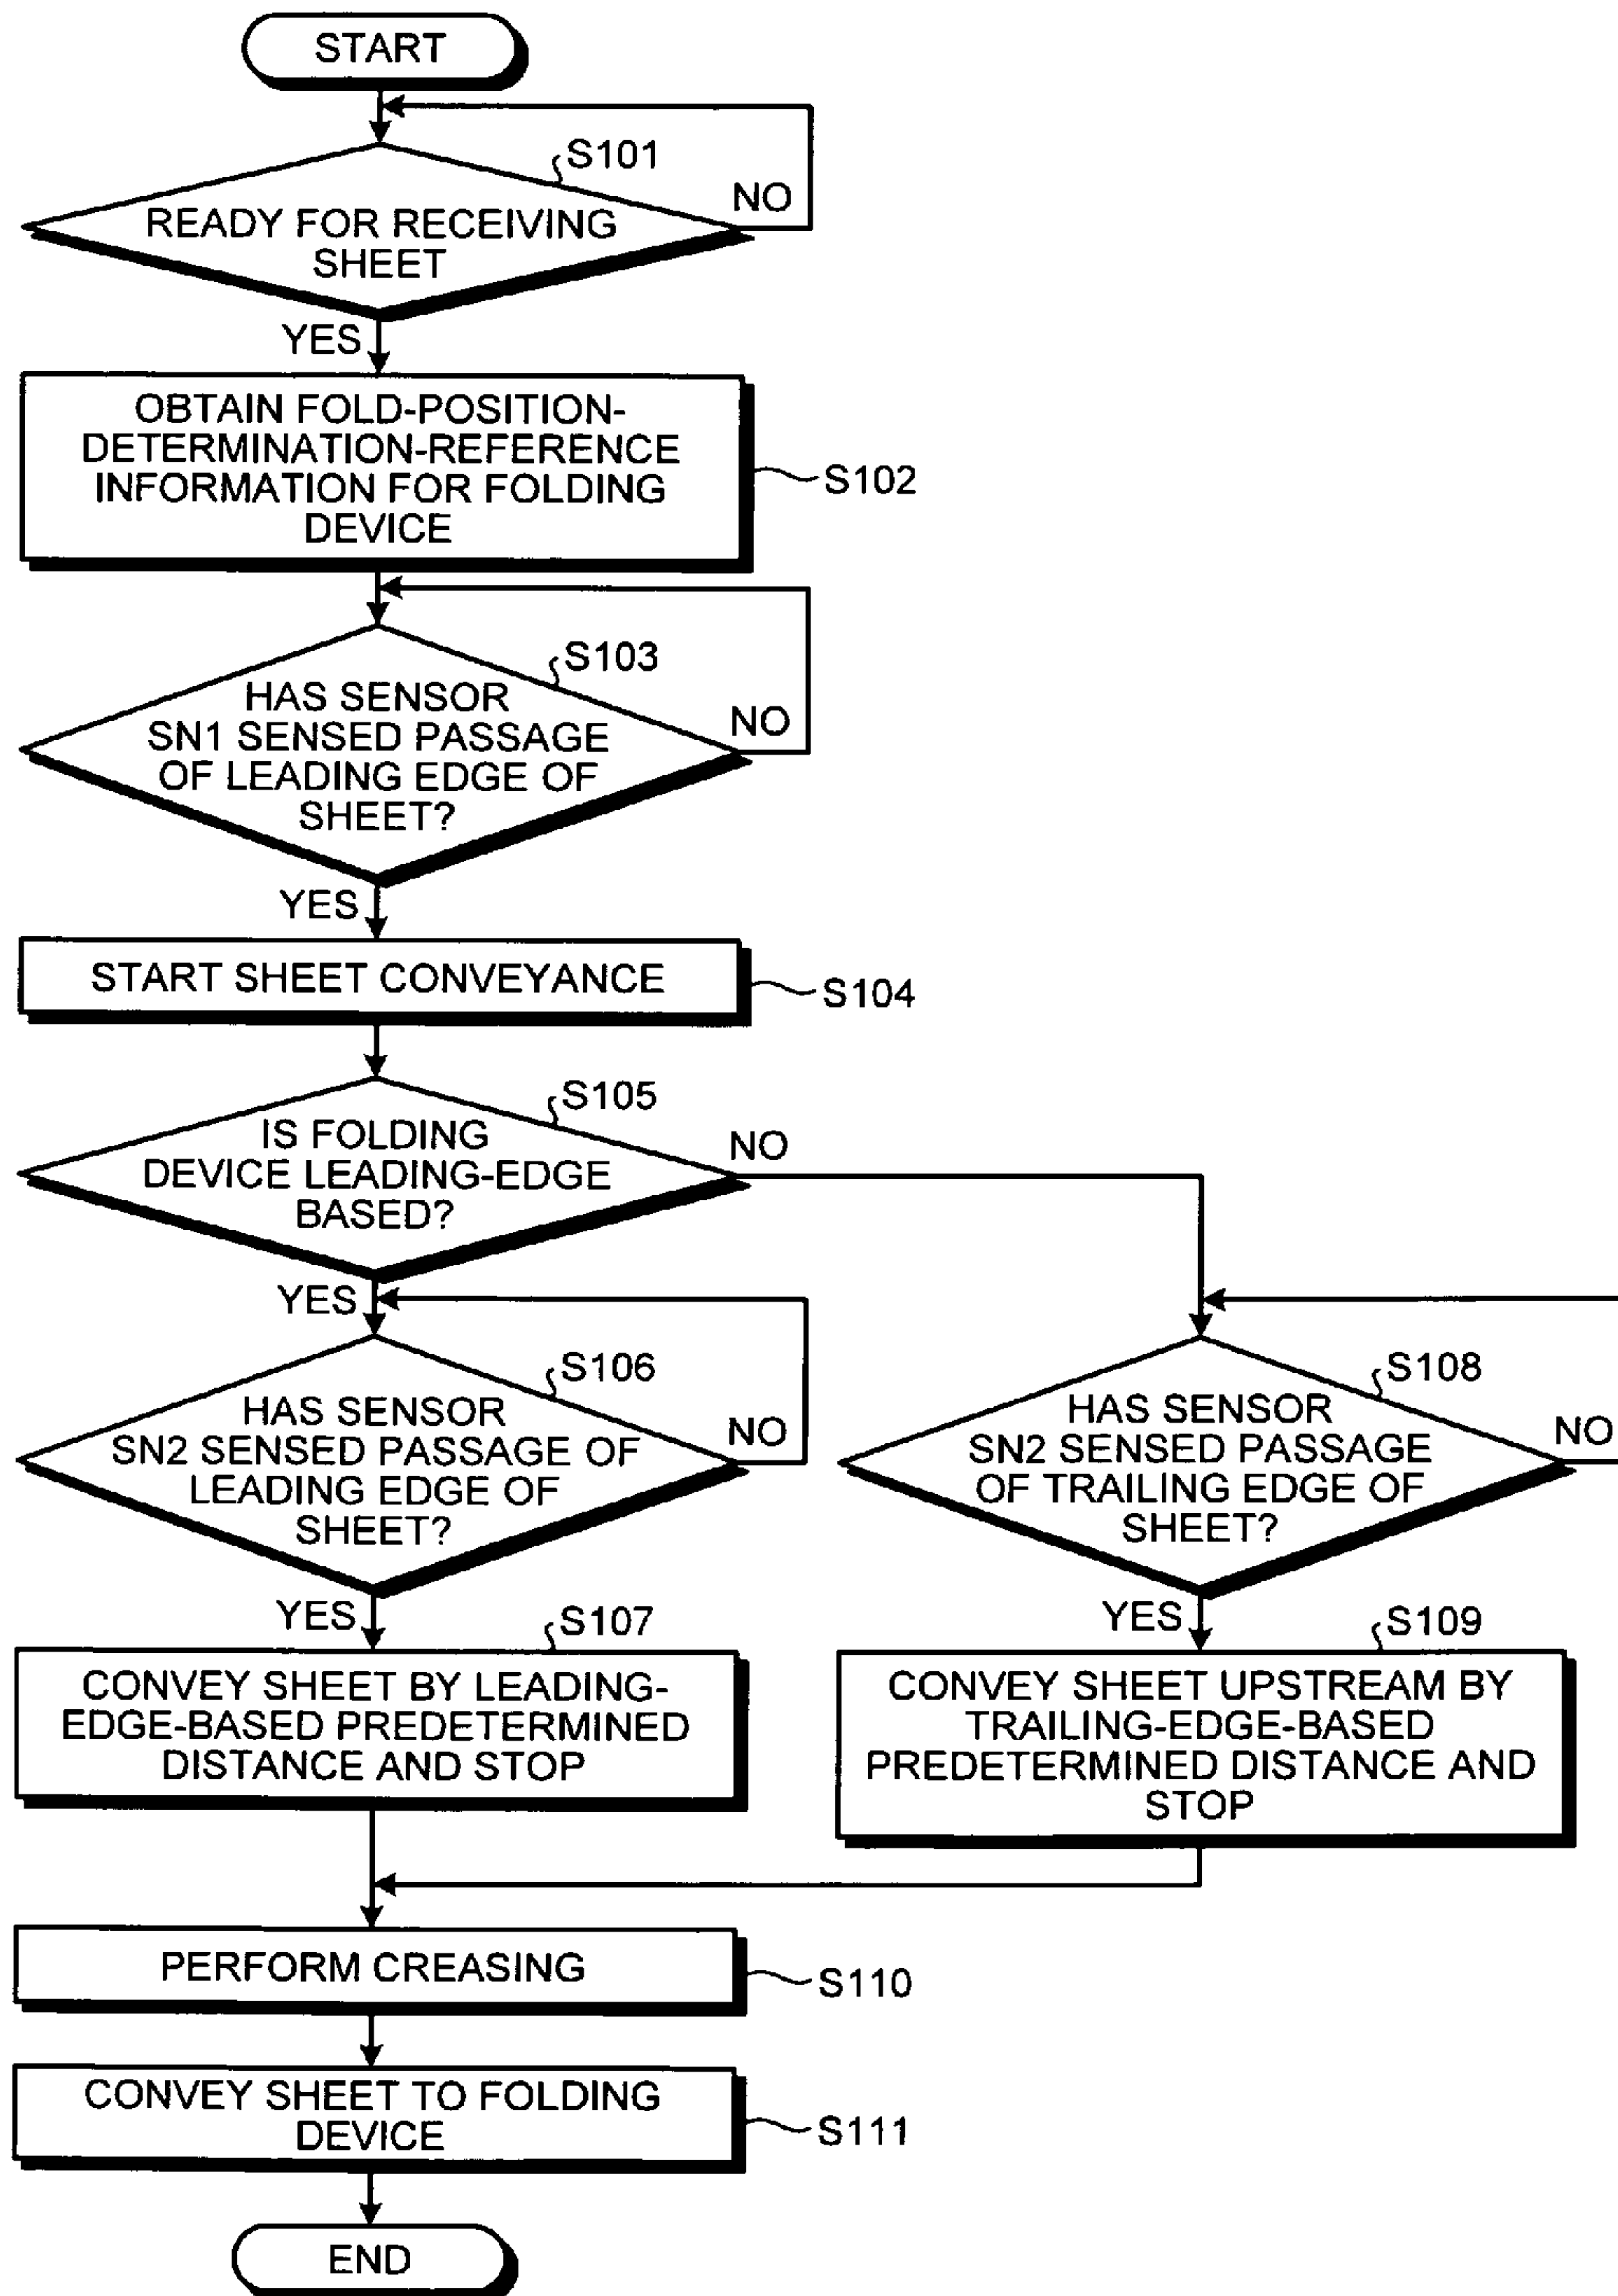 START
S101
NO
READY FOR RECEIVING
SHEET
YES
OBTAIN FOLD-POSITION-
DETERMINATION-REFERENCE
INFORMATION FOR FOLDING
DEVICE
S102
S103
HAS SENSOR
SN1 SENSED PASSAGE
OF LEADING EDGE OF
SHEET?
NO
YES
START SHEET CONVEYANCE
S104
S105
IS FOLDING
DEVICE LEADING-EDGE
BASED?
NO
YES
S106
HAS SENSOR
SN2 SENSED PASSAGE OF
LEADING EDGE OF
SHEET?
NO
YES
S107
CONVEY SHEET BY LEADING-
EDGE-BASED PREDETERMINED
DISTANCE AND STOP
S108
HAS SENSOR
SN2 SENSED PASSAGE
OF TRAILING EDGE OF
SHEET?
NO
YES
S109
CONVEY SHEET UPSTREAM BY
TRAILING-EDGE-BASED
PREDETERMINED DISTANCE AND
STOP
PERFORM CREASING
S110
CONVEY SHEET TO FOLDING
DEVICE
S111
END